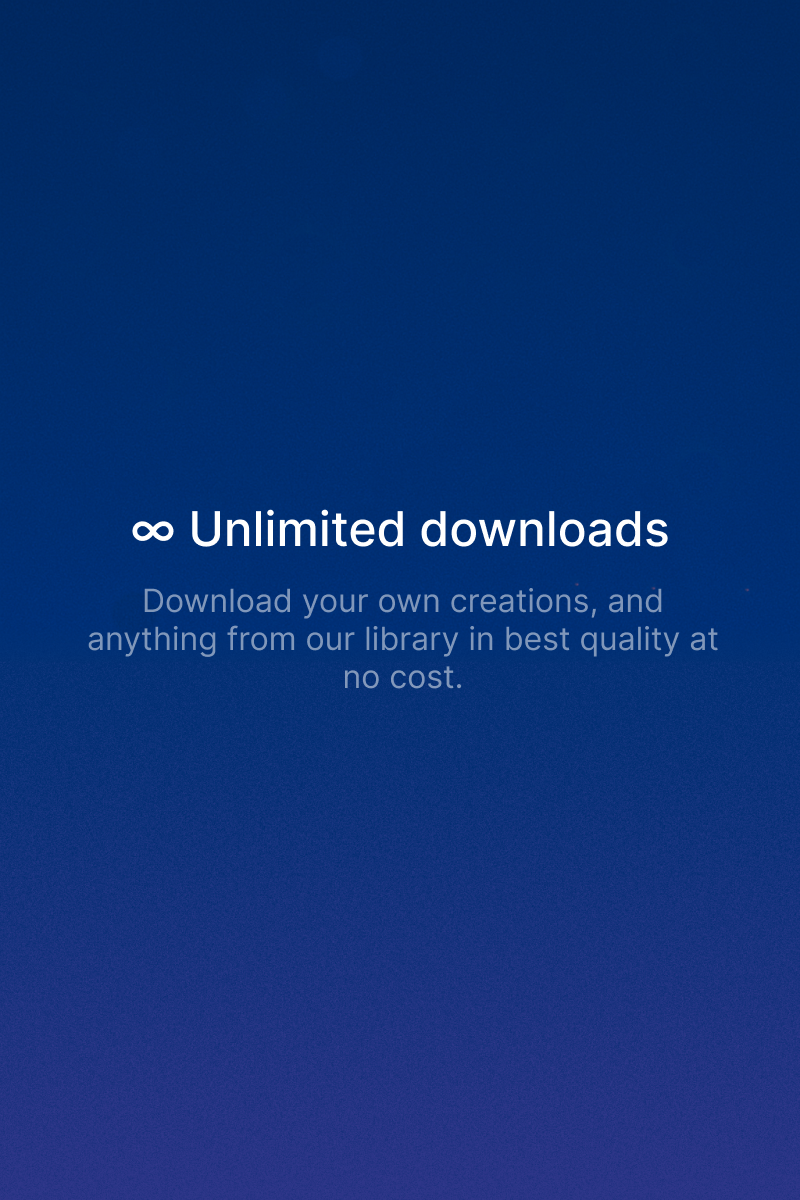 ∞ Unlimited downloads
Download your own creations, and
anything from our library in best quality at
no cost.